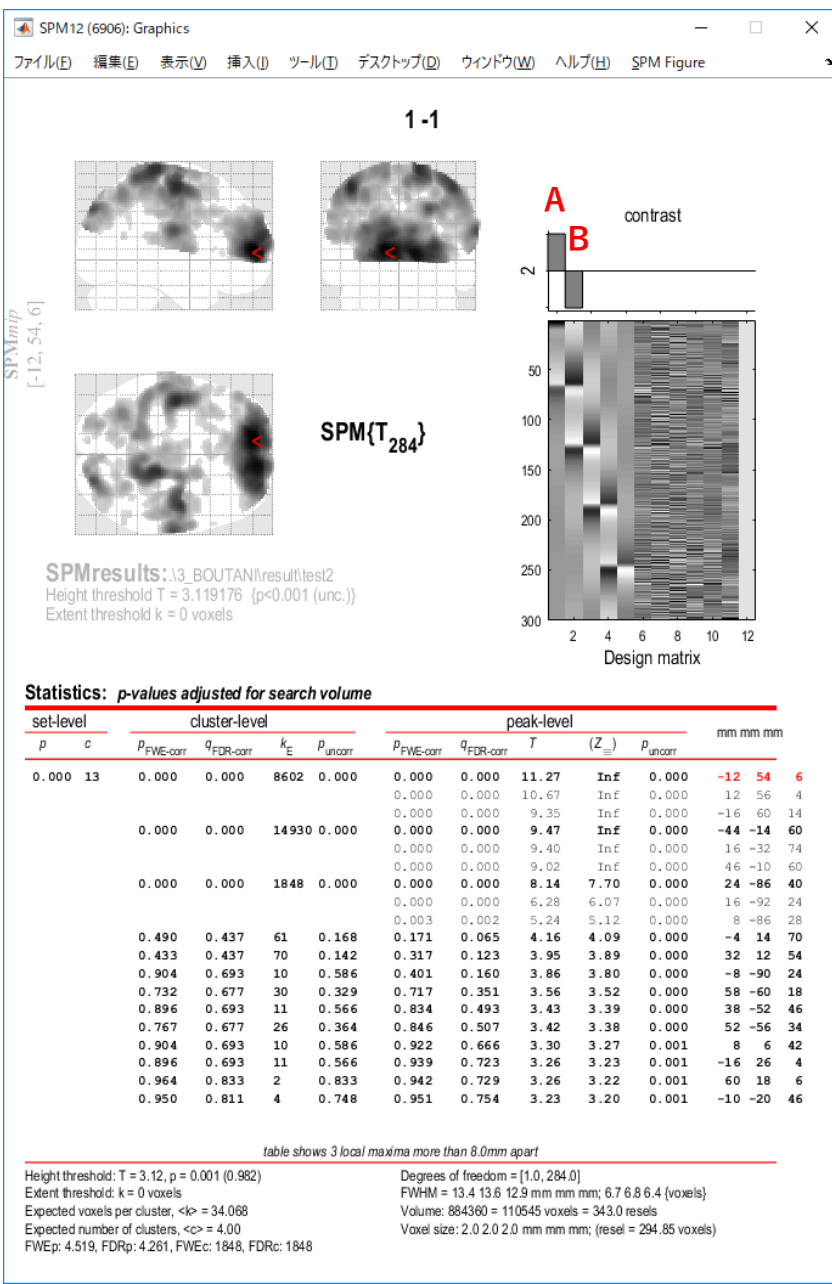 SPM12 (6906): Graphics
ファイル(F) 編集(E) 表示(V) 挿入(I) ツール(T) デスクトップ(D) ウィンドウ(W) ヘルプ(H) SPM Figure
1 -1
A
B
contrast
2
SPMmip
[-12, 54, 6]
SPM{T284}
50
100
150
200
250
300
2 4 6 8 10 12
Design matrix
SPMresults: .\3_BOUTANI\result\test2
Height threshold T = 3.119176 {p<0.001 (unc.)}
Extent threshold k = 0 voxels
Statistics: p-values adjusted for search volume
set-level cluster-level peak-level mm mm mm
p c pFWE-corr qFDR-corr kE puncorr pFWE-corr qFDR-corr T (Z≡) puncorr
0.000 13 0.000 0.000 8602 0.000 0.000 0.000 11.27 Inf 0.000 -12 54 6
0.000 0.000 10.67 Inf 0.000 12 56 4
0.000 0.000 9.35 Inf 0.000 -16 60 14
0.000 0.000 14930 0.000 0.000 0.000 9.47 Inf 0.000 -44 -14 60
0.000 0.000 9.40 Inf 0.000 16 -32 74
0.000 0.000 9.02 Inf 0.000 46 -10 60
0.000 0.000 1848 0.000 0.000 0.000 8.14 7.70 0.000 24 -86 40
0.000 0.000 6.28 6.07 0.000 16 -92 24
0.003 0.002 5.24 5.12 0.000 8 -86 28
0.490 0.437 61 0.168 0.171 0.065 4.16 4.09 0.000 -4 14 70
0.433 0.437 70 0.142 0.317 0.123 3.95 3.89 0.000 32 12 54
0.904 0.693 10 0.586 0.401 0.160 3.86 3.80 0.000 -8 -90 24
0.732 0.677 30 0.329 0.717 0.351 3.56 3.52 0.000 58 -60 18
0.896 0.693 11 0.566 0.834 0.493 3.43 3.39 0.000 38 -52 46
0.767 0.677 26 0.364 0.846 0.507 3.42 3.38 0.000 52 -56 34
0.904 0.693 10 0.586 0.922 0.666 3.30 3.27 0.001 8 6 42
0.896 0.693 11 0.566 0.939 0.723 3.26 3.23 0.001 -16 26 4
0.964 0.833 2 0.833 0.942 0.729 3.26 3.22 0.001 60 18 6
0.950 0.811 4 0.748 0.951 0.754 3.23 3.20 0.001 -10 -20 46
table shows 3 local maxima more than 8.0mm apart
Height threshold: T = 3.12, p = 0.001 (0.982)
Extent threshold: k = 0 voxels
Expected voxels per cluster, <k> = 34.068
Expected number of clusters, <c> = 4.00
FWEp: 4.519, FDRp: 4.261, FWEc: 1848, FDRc: 1848
Degrees of freedom = [1.0, 284.0]
FWHM = 13.4 13.6 12.9 mm mm mm; 6.7 6.8 6.4 {voxels}
Volume: 884360 = 110545 voxels = 343.0 resels
Voxel size: 2.0 2.0 2.0 mm mm mm; (resel = 294.85 voxels)